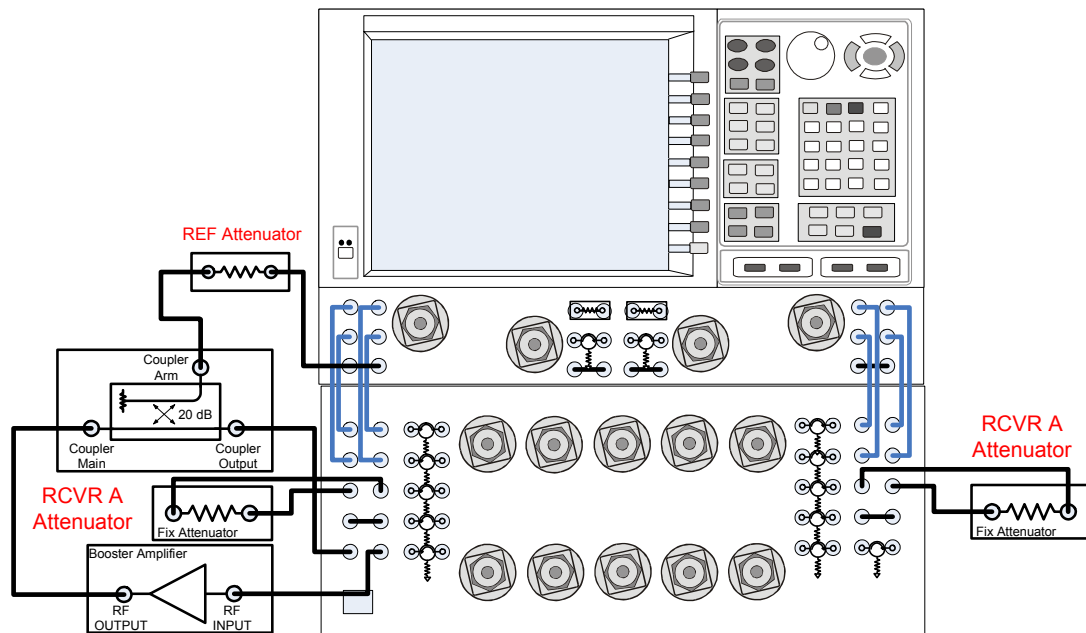 REF Attenuator
Coupler
Arm
20 dB
Coupler
Main
Coupler
Output
RCVR A
Attenuator
Fix Attenuator
Booster Amplifier
RF
OUTPUT
RF
INPUT
RCVR A
Attenuator
Fix Attenuator